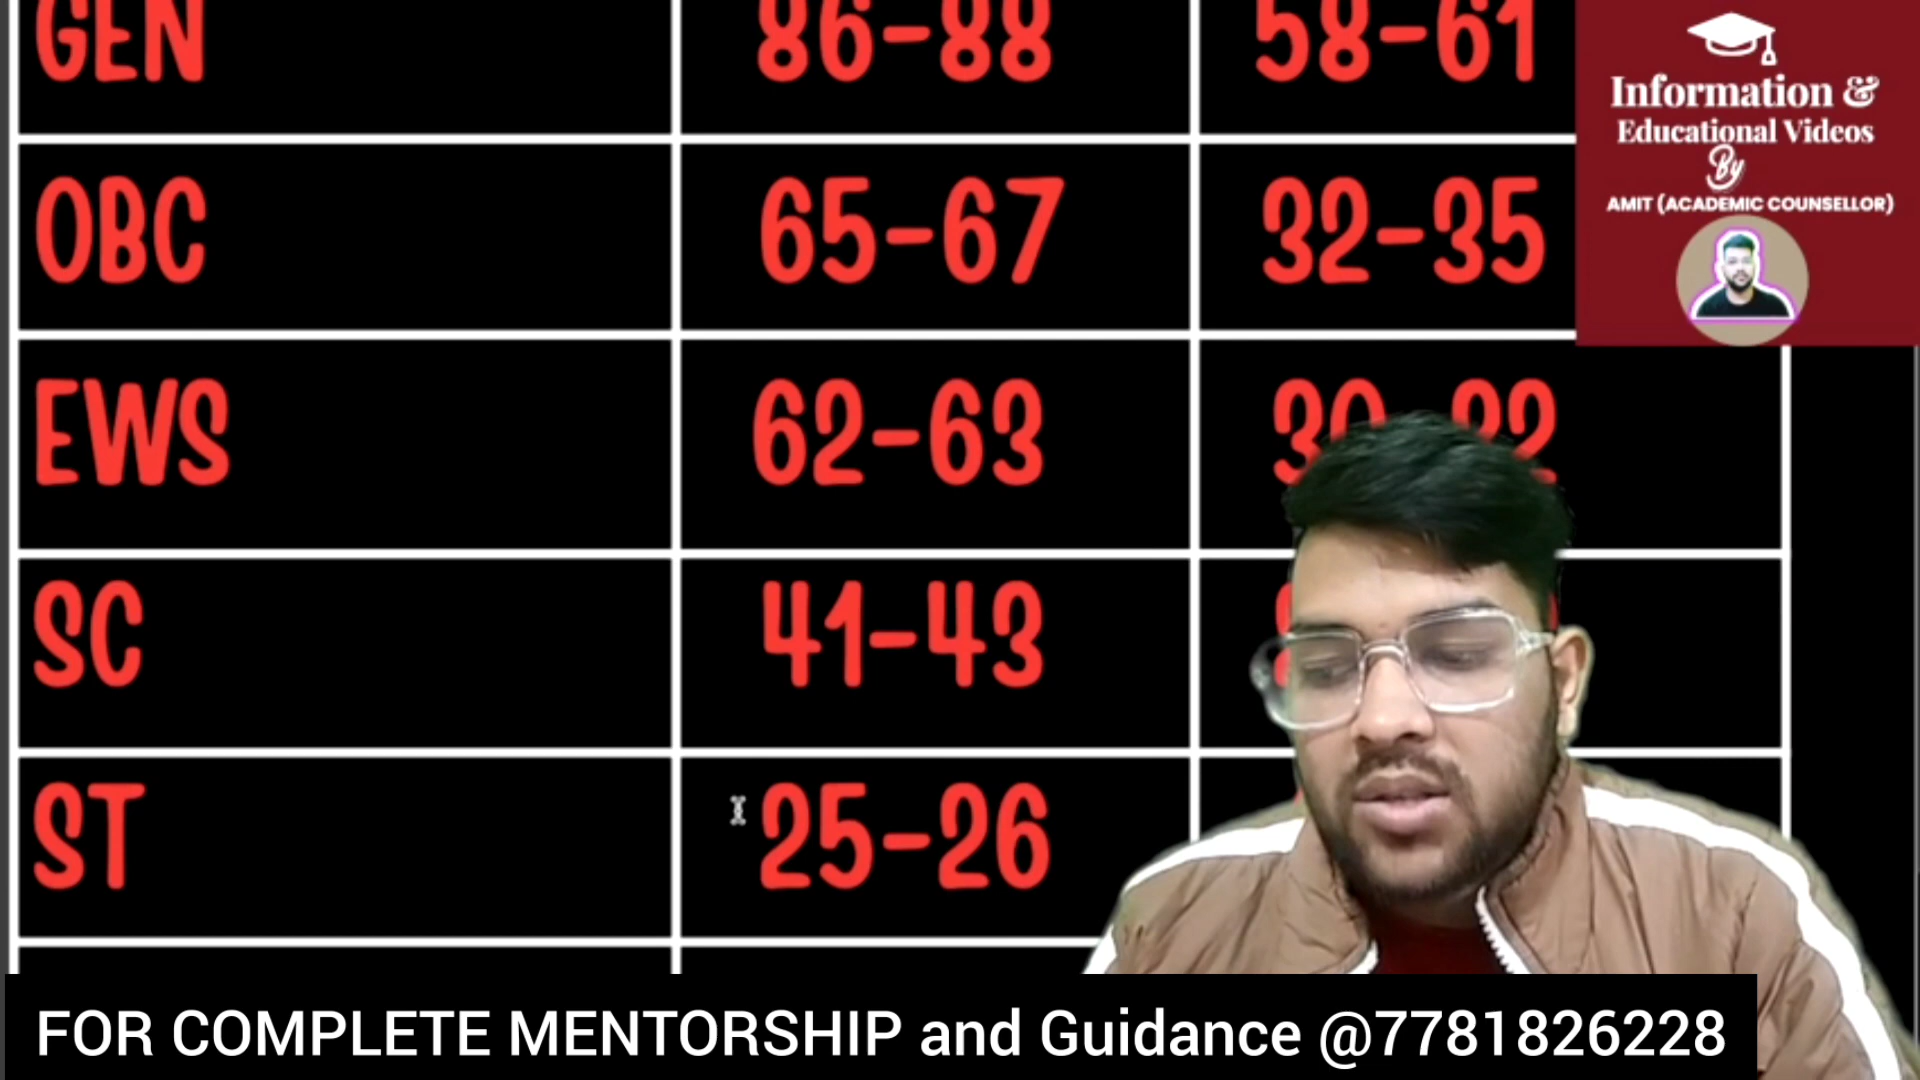 GEN 86-88 58-61
OBC 65-67 32-35
EWS 62-63
SC 41-43
ST 25-26
Information &
Educational Videos
By
AMIT (ACADEMIC COUNSELLOR)
FOR COMPLETE MENTORSHIP and Guidance @7781826228